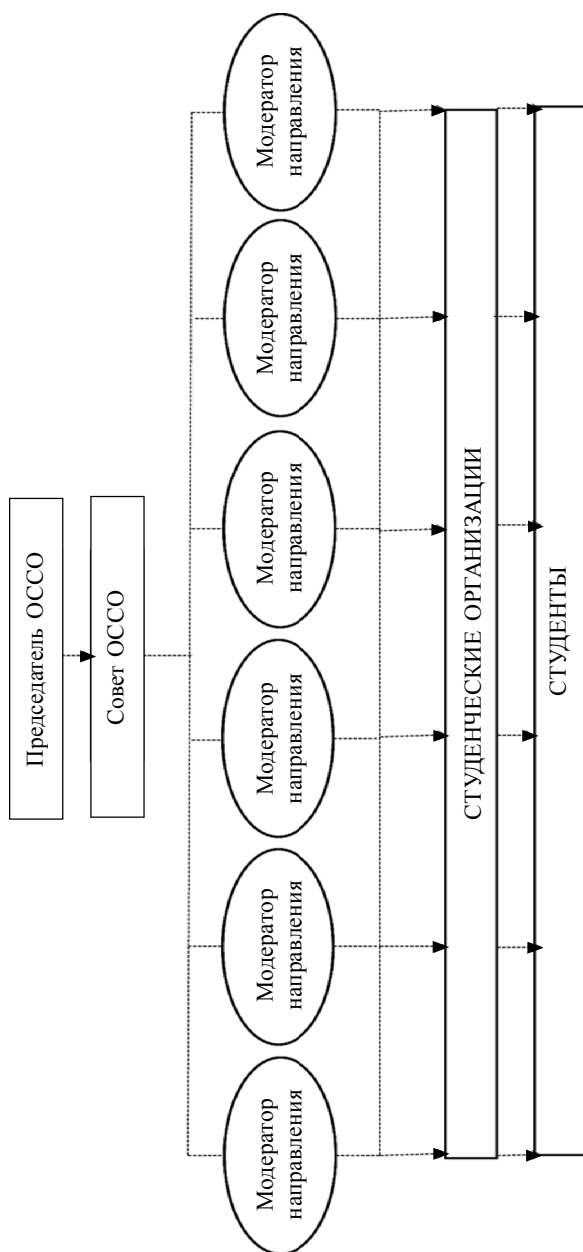 Председатель ОССО
Совет ОССО
Модератор
направления
Модератор
направления
Модератор
направления
Модератор
направления
Модератор
направления
Модератор
направления
СТУДЕНЧЕСКИЕ ОРГАНИЗАЦИИ
СТУДЕНТЫ